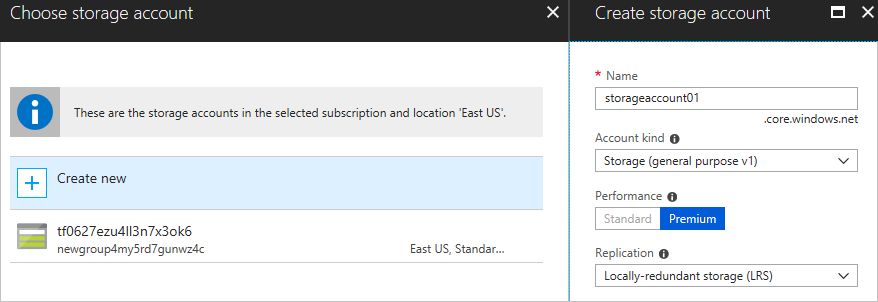 Choose storage account
These are the storage accounts in the selected subscription and location 'East US'.
Create new
tf0627ezu4ll3n7x3ok6
newgroup4my5rd7gunwz4c
East US, Standar...
Create storage account
* Name
storageaccount01
.core.windows.net
Account kind
Storage (general purpose v1)
Performance
Standard Premium
Replication
Locally-redundant storage (LRS)